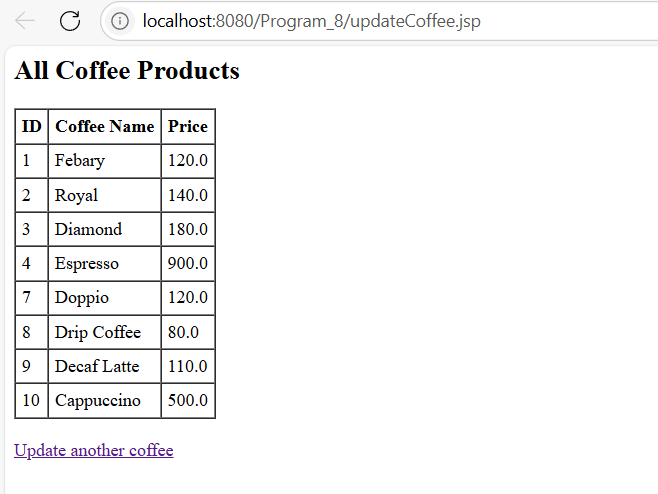 localhost:8080/Program_8/updateCoffee.jsp
All Coffee Products
ID Coffee Name Price
1 Febary 120.0
2 Royal 140.0
3 Diamond 180.0
4 Espresso 900.0
7 Doppio 120.0
8 Drip Coffee 80.0
9 Decaf Latte 110.0
10 Cappuccino 500.0
Update another coffee